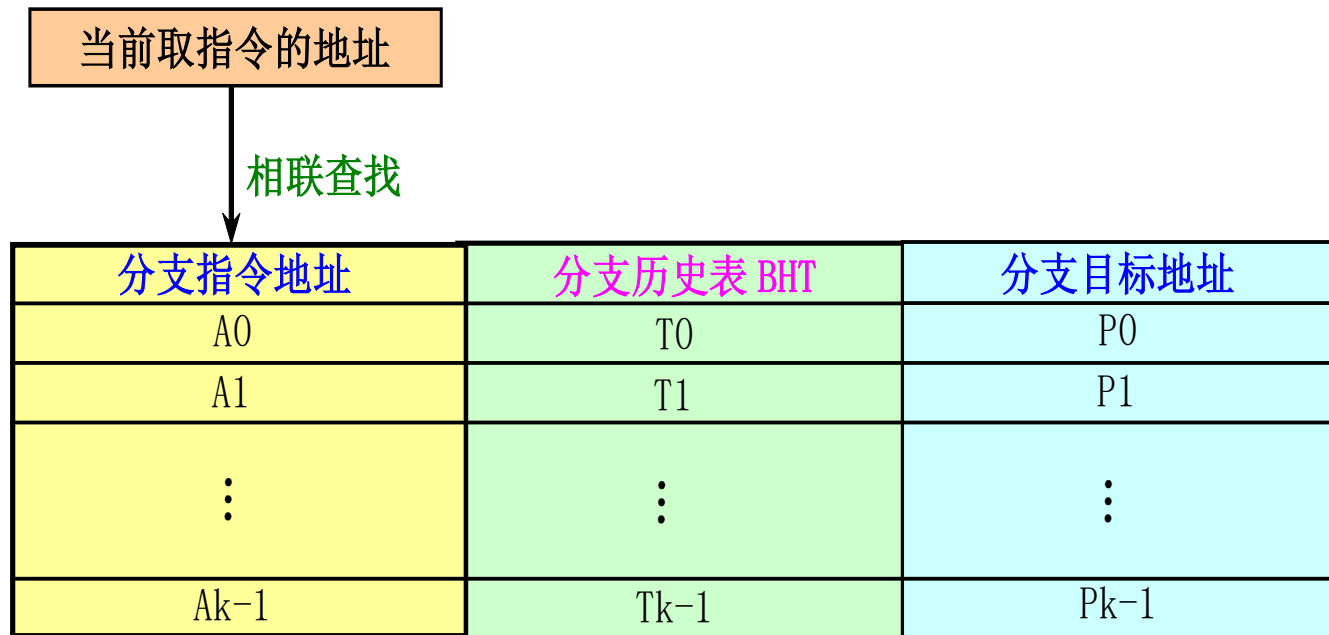 当前取指令的地址
相联查找
分支指令地址 分支历史表 BHT 分支目标地址
A0 T0 P0
A1 T1 P1
⋮ ⋮ ⋮
Ak-1 Tk-1 Pk-1